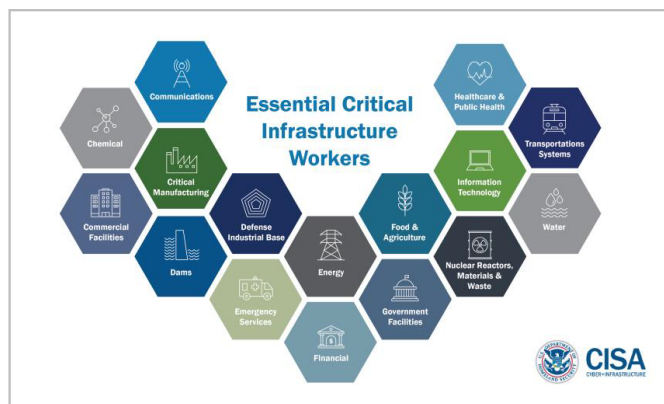 Essential Critical
Infrastructure
Workers
Communications
Healthcare &
Public Health
Chemical
Transportations
Systems
Critical
Manufacturing
Information
Technology
Commercial
Facilities
Defense
Industrial Base
Food &
Agriculture
Water
Dams
Energy
Nuclear Reactors,
Materials &
Waste
Emergency
Services
Government
Facilities
Financial
CISA
CYBER+INFRASTRUCTURE